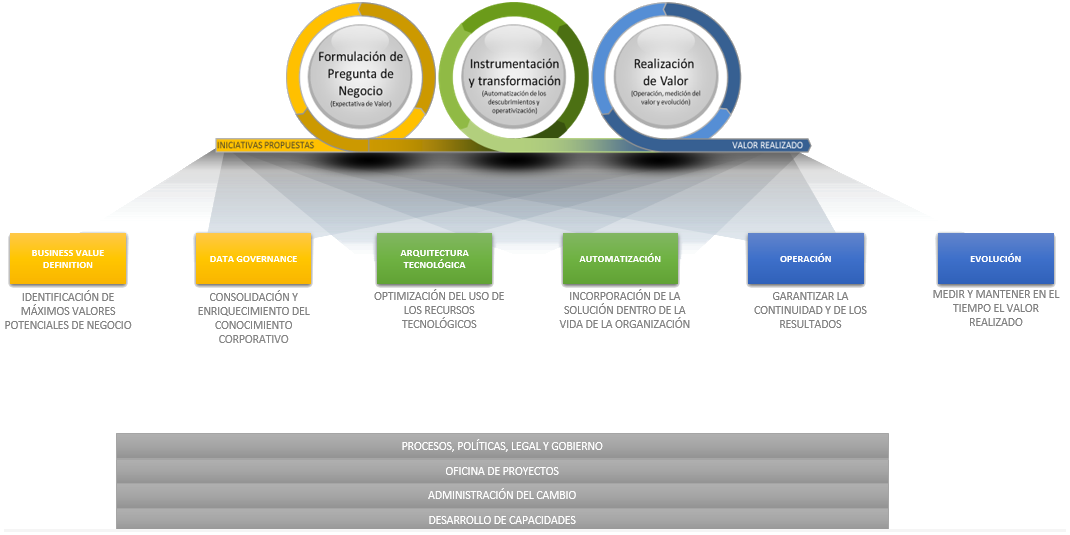 Formulación de
Pregunta de
Negocio
(Expectativa de Valor)
Instrumentación
y transformación
(Automatización de los
descubrimientos y
operativización)
Realización
de Valor
(Operación, medición del
valor y evolución)
INICIATIVAS PROPUESTAS
VALOR REALIZADO
BUSINESS VALUE
DEFINITION
IDENTIFICACIÓN DE
MÁXIMOS VALORES
POTENCIALES DE NEGOCIO
DATA GOVERNANCE
CONSOLIDACIÓN Y
ENRIQUECIMIENTO DEL
CONOCIMIENTO
CORPORATIVO
ARQUITECTURA
TECNOLÓGICA
OPTIMIZACIÓN DEL USO DE
LOS RECURSOS
TECNOLÓGICOS
AUTOMATIZACIÓN
INCORPORACIÓN DE LA
SOLUCIÓN DENTRO DE LA
VIDA DE LA ORGANIZACIÓN
OPERACIÓN
GARANTIZAR LA
CONTINUIDAD Y DE LOS
RESULTADOS
EVOLUCIÓN
MEDIR Y MANTENER EN EL
TIEMPO EL VALOR
REALIZADO
PROCESOS, POLÍTICAS, LEGAL Y GOBIERNO
OFICINA DE PROYECTOS
ADMINISTRACIÓN DEL CAMBIO
DESARROLLO DE CAPACIDADES